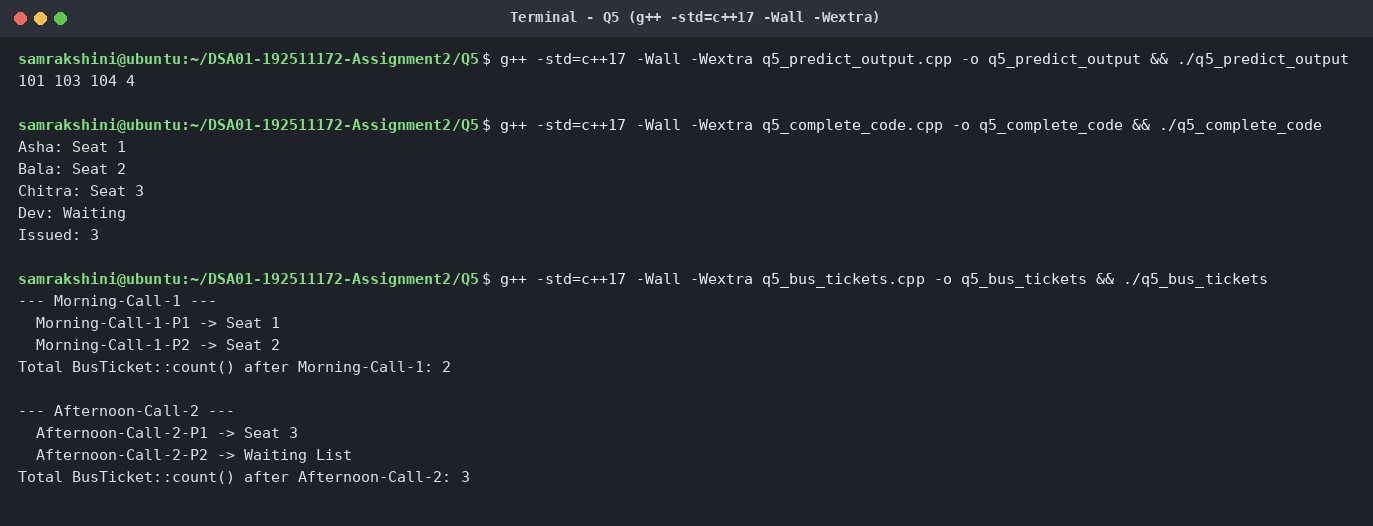 Terminal - Q5 (g++ -std=c++17 -Wall -Wextra)
samrakshini@ubuntu:~/DSA01-192511172-Assignment2/Q5$ g++ -std=c++17 -Wall -Wextra q5_predict_output.cpp -o q5_predict_output && ./q5_predict_output
101 103 104 4
samrakshini@ubuntu:~/DSA01-192511172-Assignment2/Q5$ g++ -std=c++17 -Wall -Wextra q5_complete_code.cpp -o q5_complete_code && ./q5_complete_code
Asha: Seat 1
Bala: Seat 2
Chitra: Seat 3
Dev: Waiting
Issued: 3
samrakshini@ubuntu:~/DSA01-192511172-Assignment2/Q5$ g++ -std=c++17 -Wall -Wextra q5_bus_tickets.cpp -o q5_bus_tickets && ./q5_bus_tickets
--- Morning-Call-1 ---
  Morning-Call-1-P1 -> Seat 1
  Morning-Call-1-P2 -> Seat 2
Total BusTicket::count() after Morning-Call-1: 2
--- Afternoon-Call-2 ---
  Afternoon-Call-2-P1 -> Seat 3
  Afternoon-Call-2-P2 -> Waiting List
Total BusTicket::count() after Afternoon-Call-2: 3